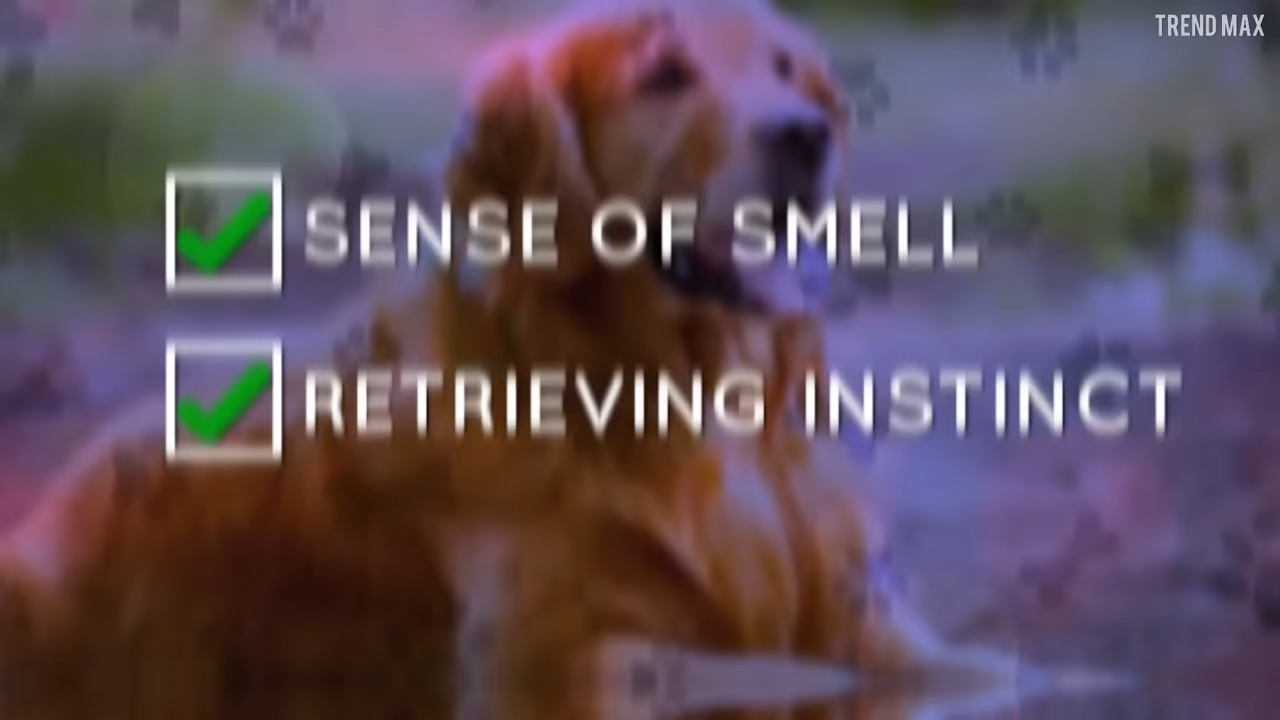 TREND MAX
SENSE OF SMELL
RETRIEVING INSTINCT